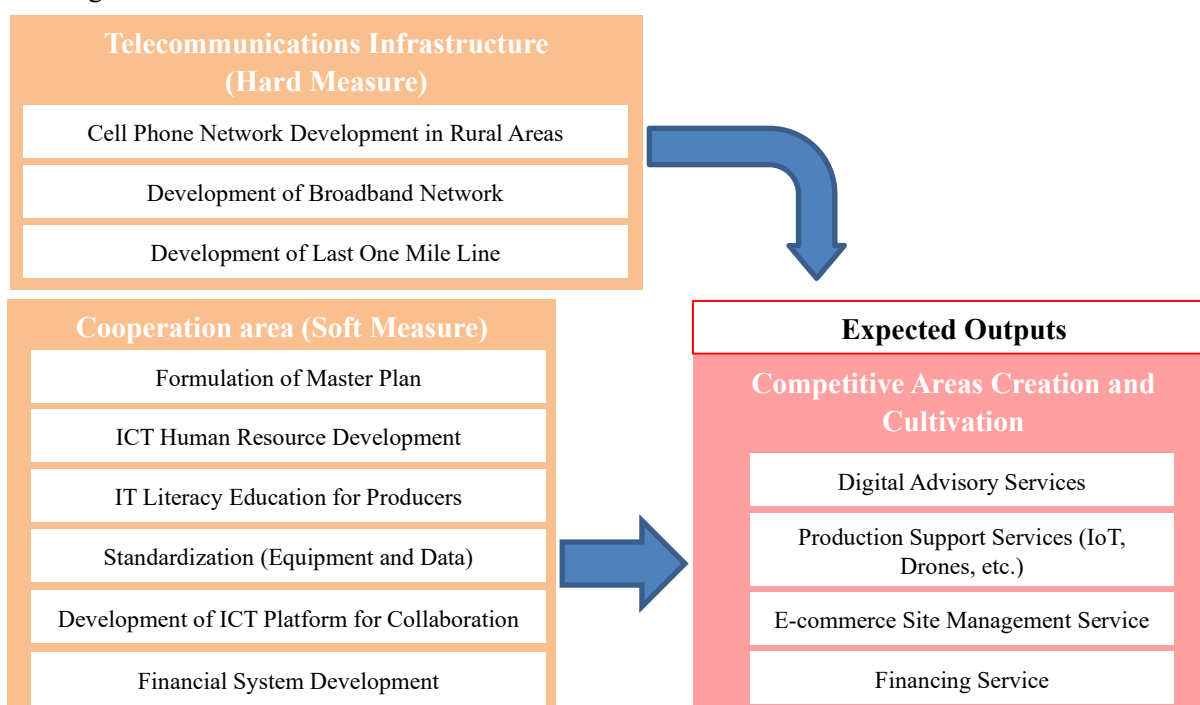 Telecommunications Infrastructure
(Hard Measure)
Cell Phone Network Development in Rural Areas
Development of Broadband Network
Development of Last One Mile Line
Cooperation area (Soft Measure)
Formulation of Master Plan
ICT Human Resource Development
IT Literacy Education for Producers
Standardization (Equipment and Data)
Development of ICT Platform for Collaboration
Financial System Development
Expected Outputs
Competitive Areas Creation and
Cultivation
Digital Advisory Services
Production Support Services (IoT,
Drones, etc.)
E-commerce Site Management Service
Financing Service